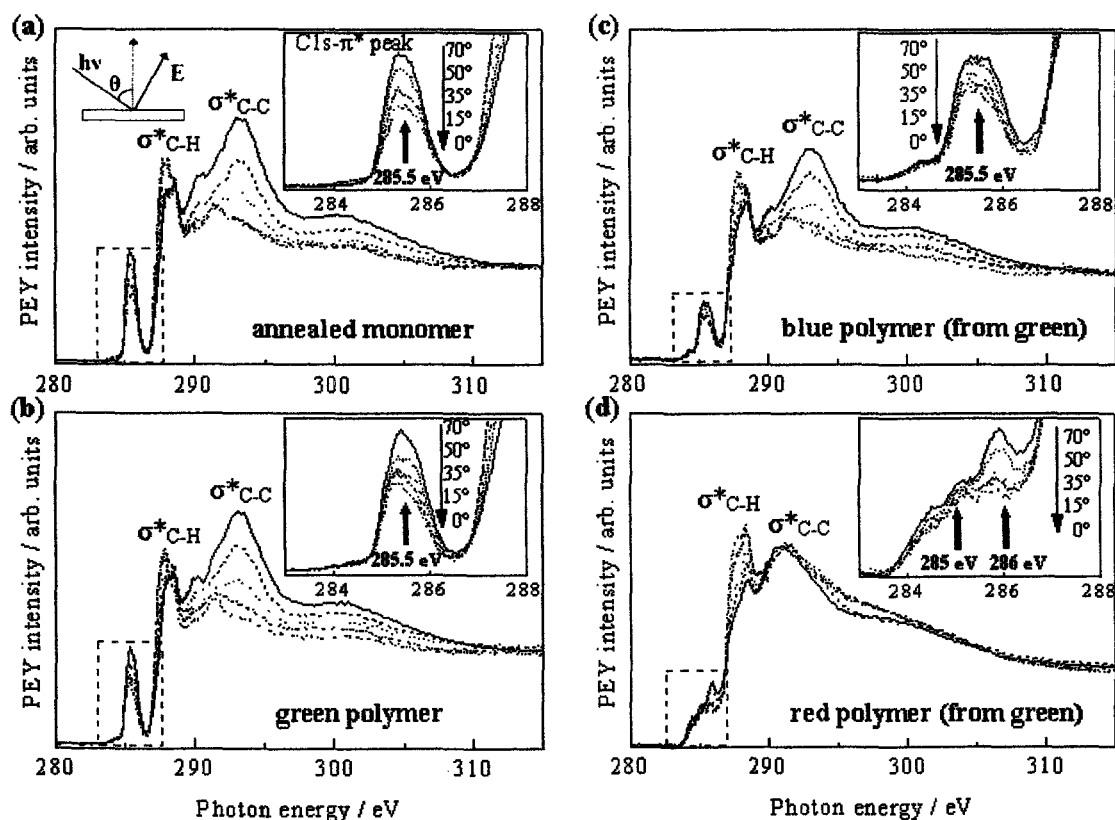 (a)
PEY intensity / arb. units
hν
θ
E
σ*C-H
σ*C-C
C1s-π* peak
70°
50°
35°
15°
0°
285.5 eV
284 286 288
annealed monomer
280 290 300 310
(b)
PEY intensity / arb. units
σ*C-H
σ*C-C
70°
50°
35°
15°
0°
285.5 eV
284 286 288
green polymer
280 290 300 310
Photon energy / eV
(c)
PEY intensity / arb. units
σ*C-H
σ*C-C
70°
50°
35°
15°
0°
285.5 eV
284 286 288
blue polymer (from green)
280 290 300 310
(d)
PEY intensity / arb. units
σ*C-H
σ*C-C
70°
50°
35°
15°
0°
285 eV 286 eV
284 286 288
red polymer (from green)
280 290 300 310
Photon energy / eV